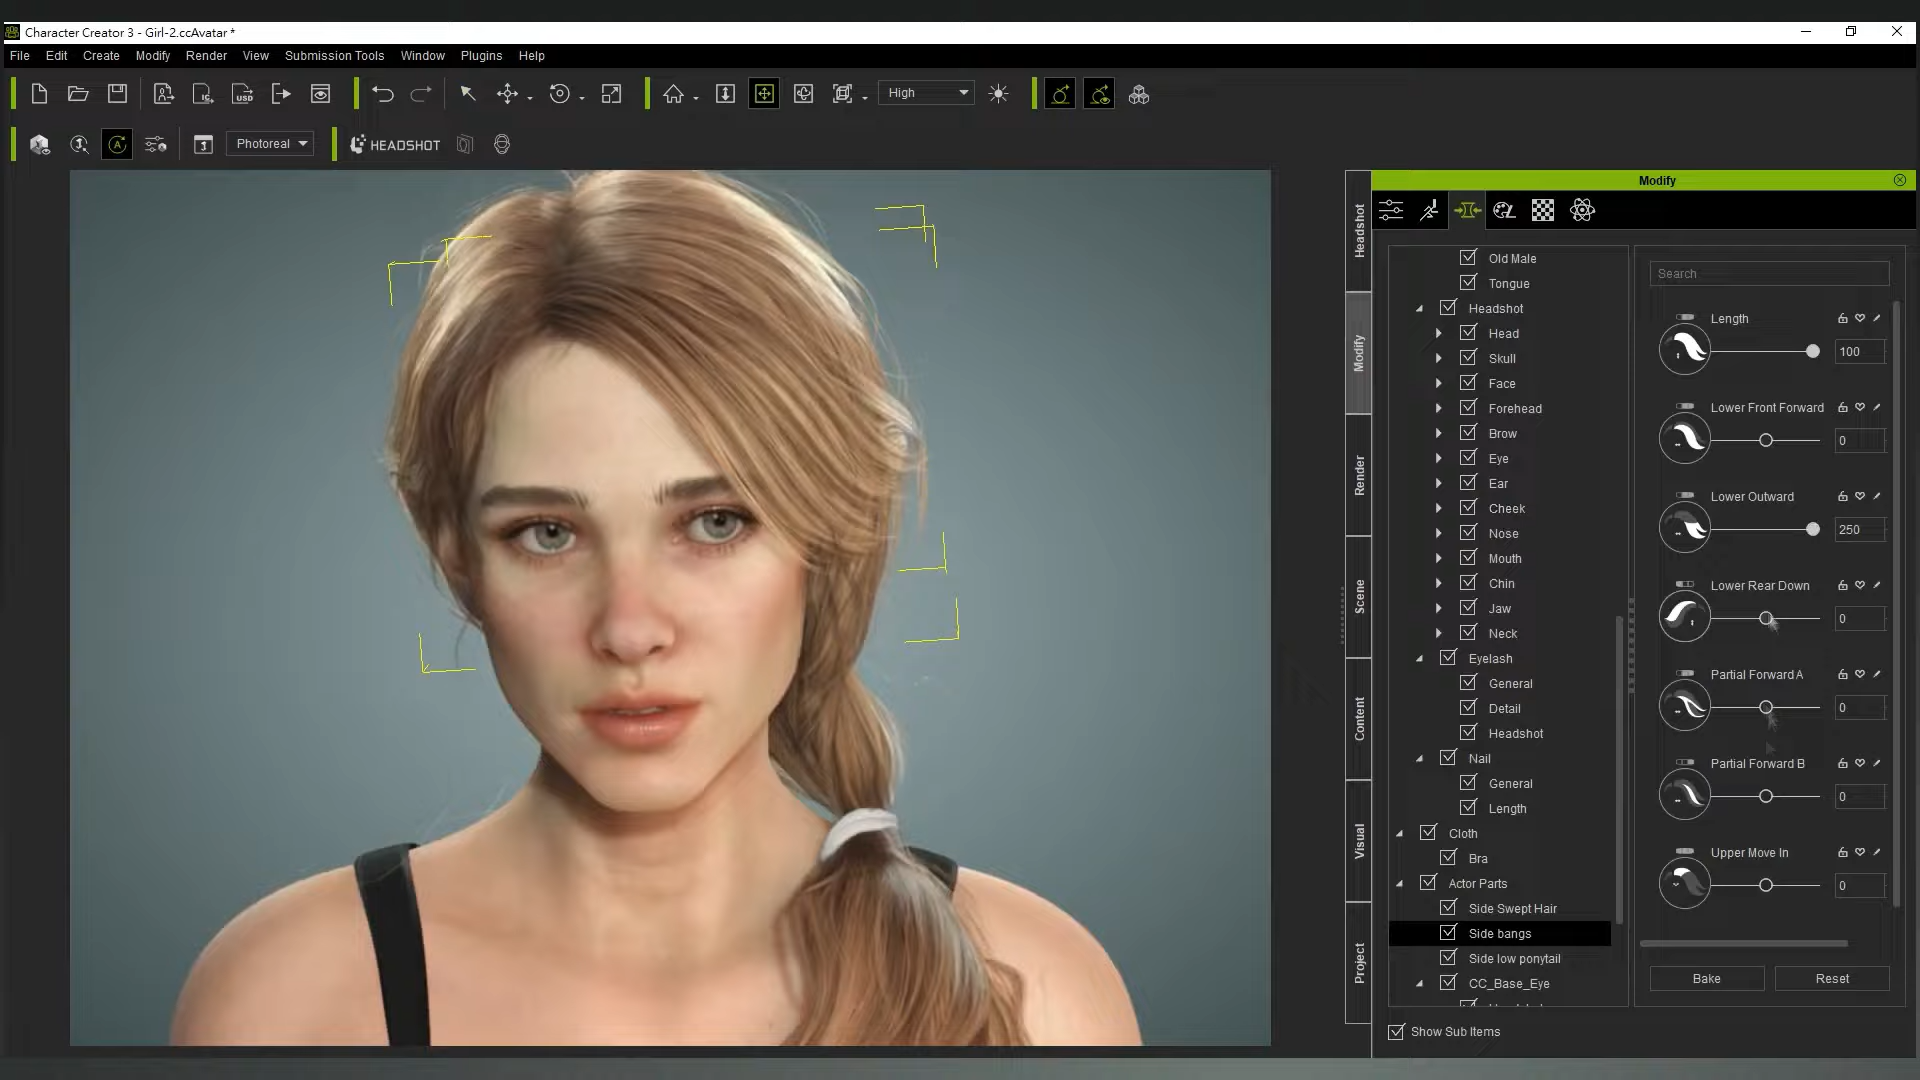 Character Creator 3 - Girl-2.ccAvatar *
File Edit Create Modify Render View Submission Tools Window Plugins Help
High
Photoreal
HEADSHOT
Headshot
Modify
Render
Scene
Content
Visual
Project
Modify
Old Male
Tongue
Headshot
Head
Skull
Face
Forehead
Brow
Eye
Ear
Cheek
Nose
Mouth
Chin
Jaw
Neck
Eyelash
General
Detail
Headshot
Nail
General
Length
Cloth
Bra
Actor Parts
Side Swept Hair
Side bangs
Side low ponytail
CC_Base_Eye
Show Sub Items
Search
Length
100
Lower Front Forward
0
Lower Outward
250
Lower Rear Down
0
Partial Forward A
0
Partial Forward B
0
Upper Move In
0
Bake Reset